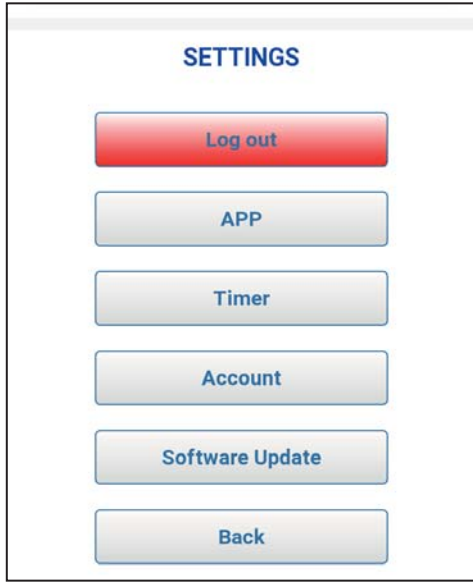 SETTINGS
Log out
APP
Timer
Account
Software Update
Back